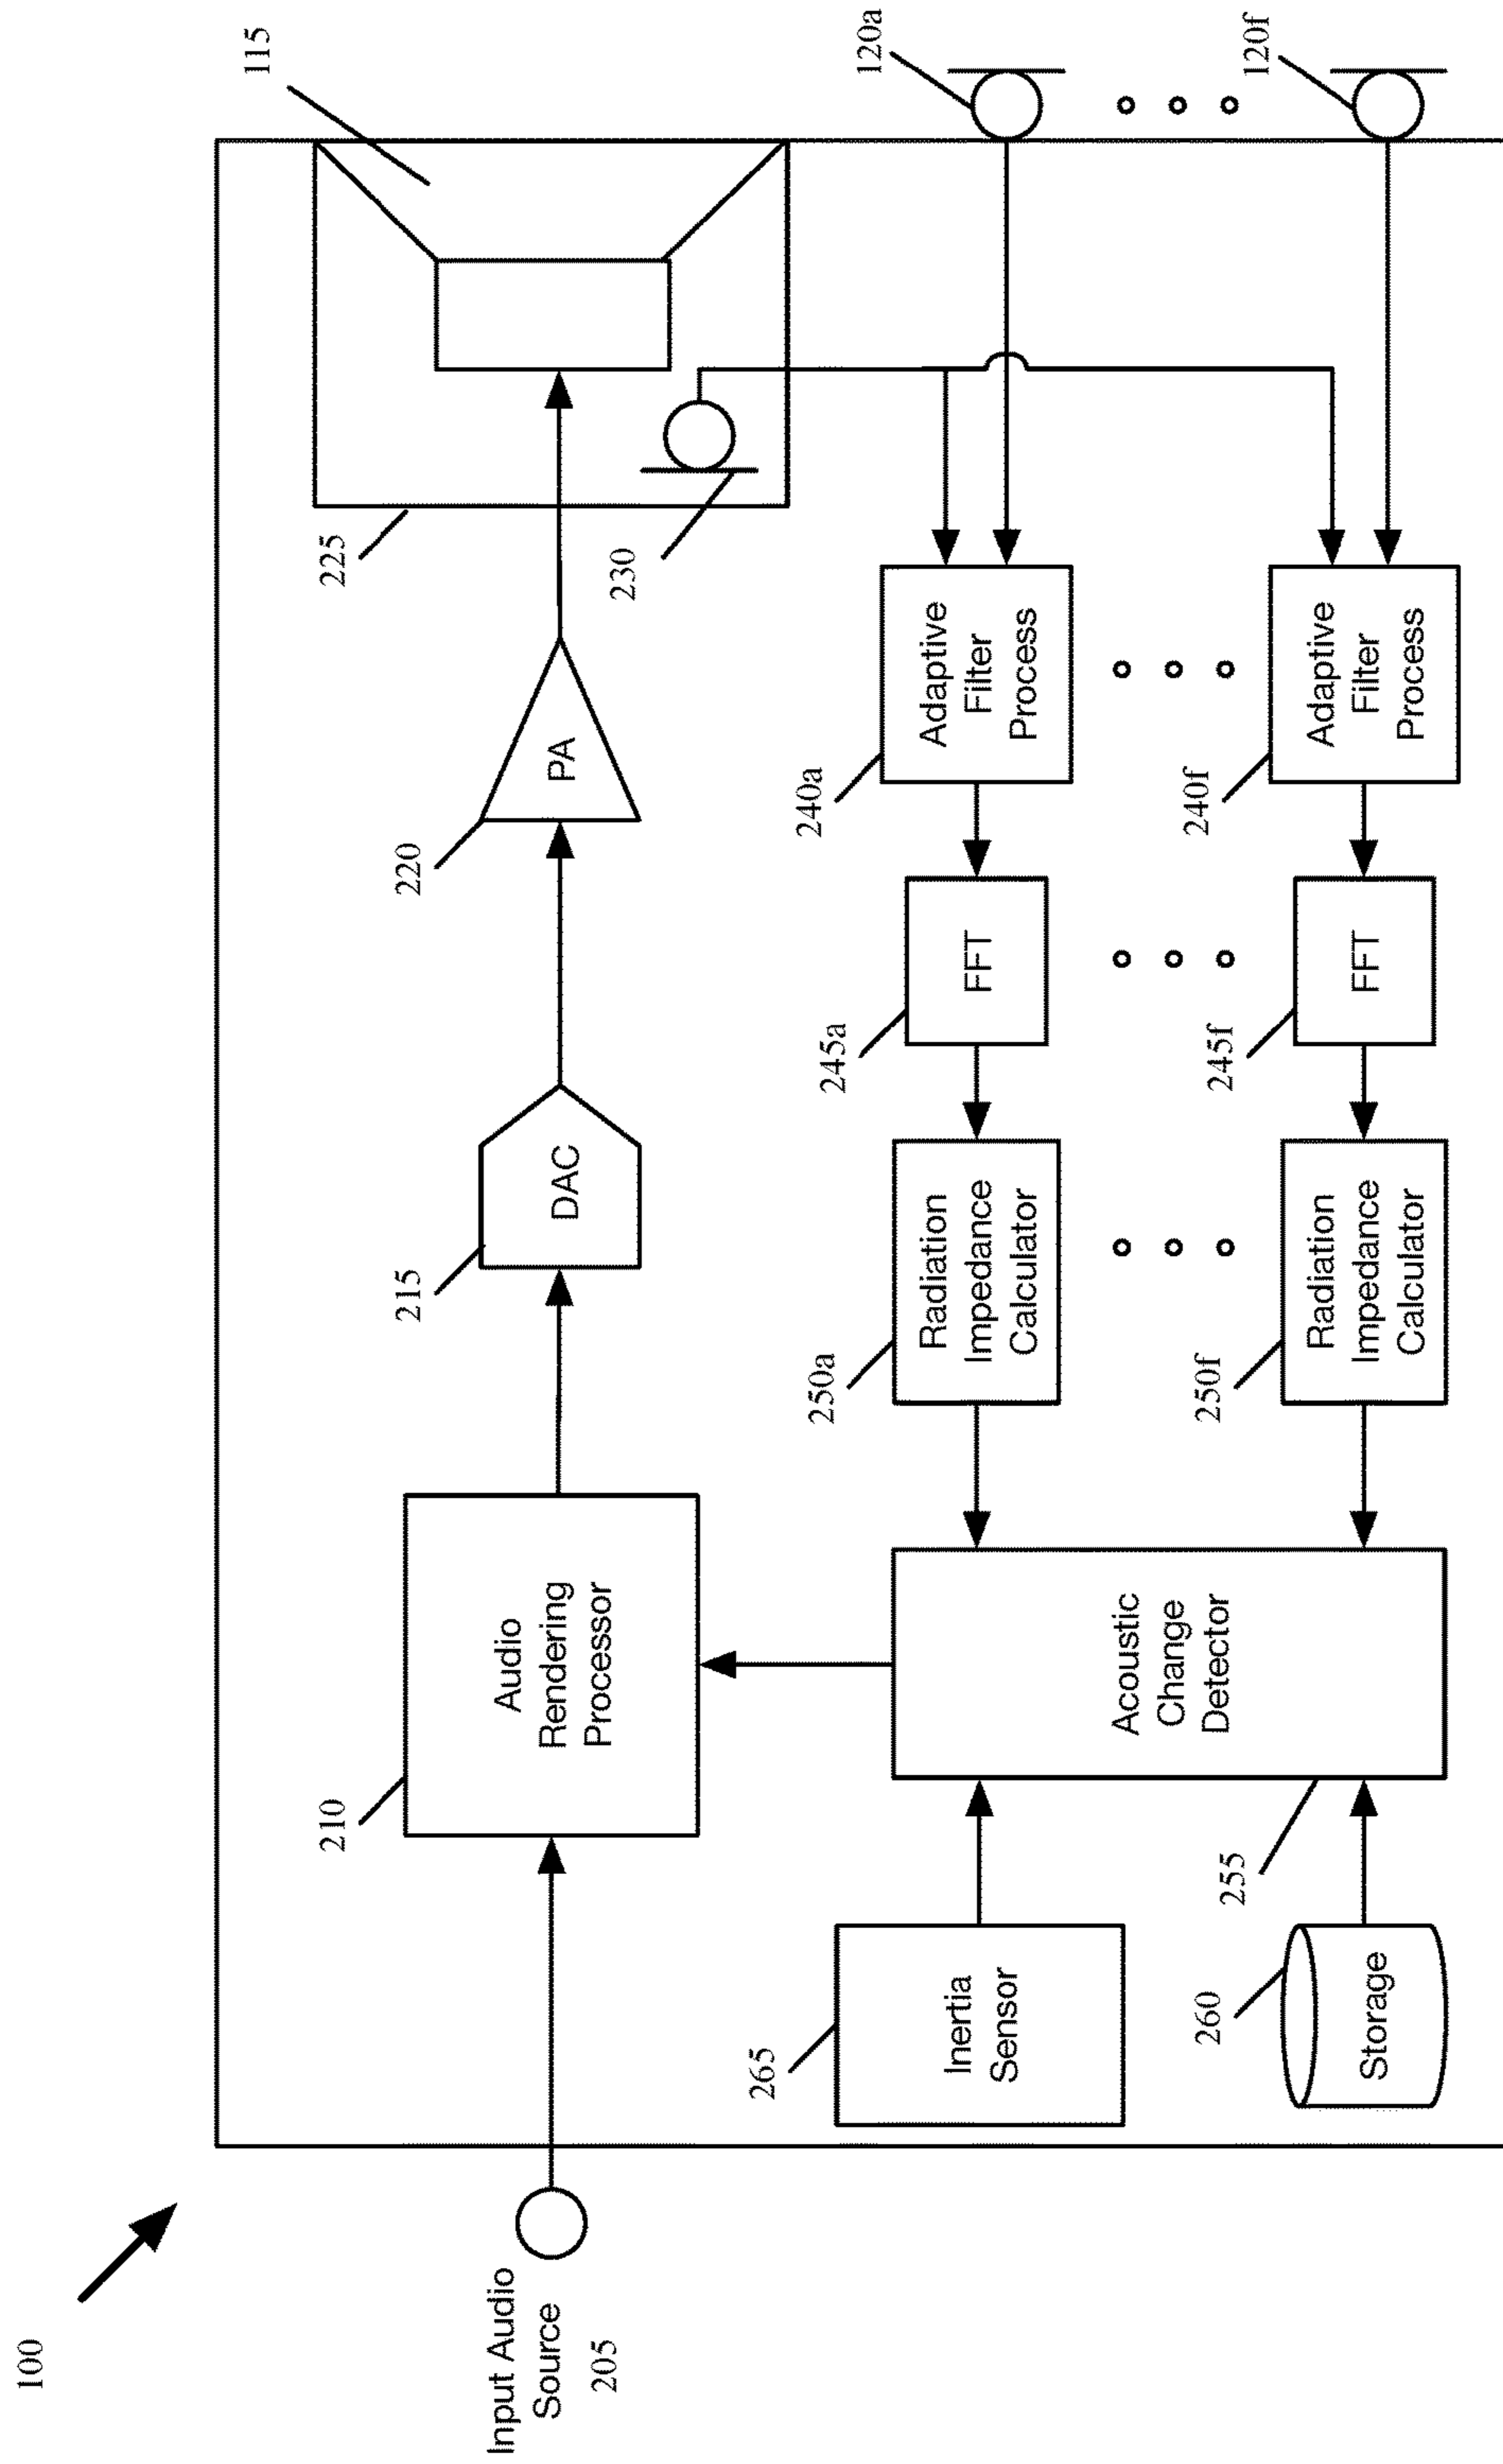 100
Input Audio
Source
205
210
Audio
Rendering
Processor
215
DAC
220
PA
225
115
230
265
Inertia
Sensor
260
Storage
255
Acoustic
Change
Detector
250a
Radiation
Impedance
Calculator
245a
FFT
240a
Adaptive
Filter
Process
120a
250f
Radiation
Impedance
Calculator
245f
FFT
240f
Adaptive
Filter
Process
120f